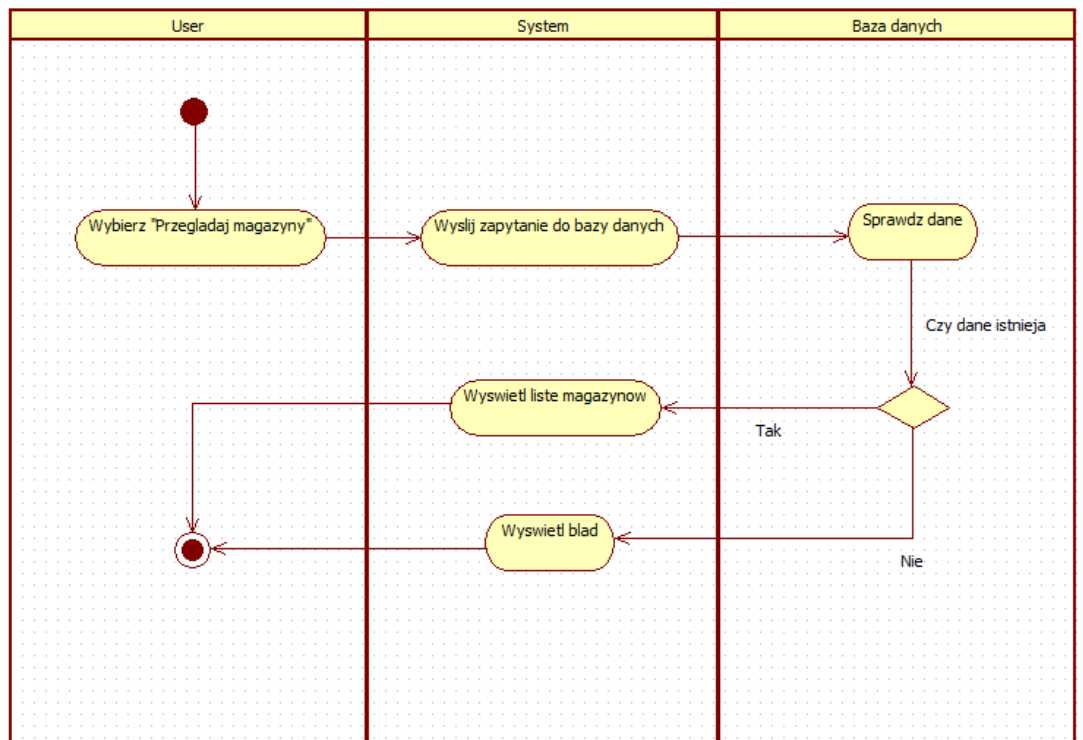 User
System
Baza danych
Wybierz "Przegladaj magazyny"
Wyslij zapytanie do bazy danych
Sprawdz dane
Czy dane istnieja
Wyswietl liste magazynow
Tak
Wyswietl blad
Nie